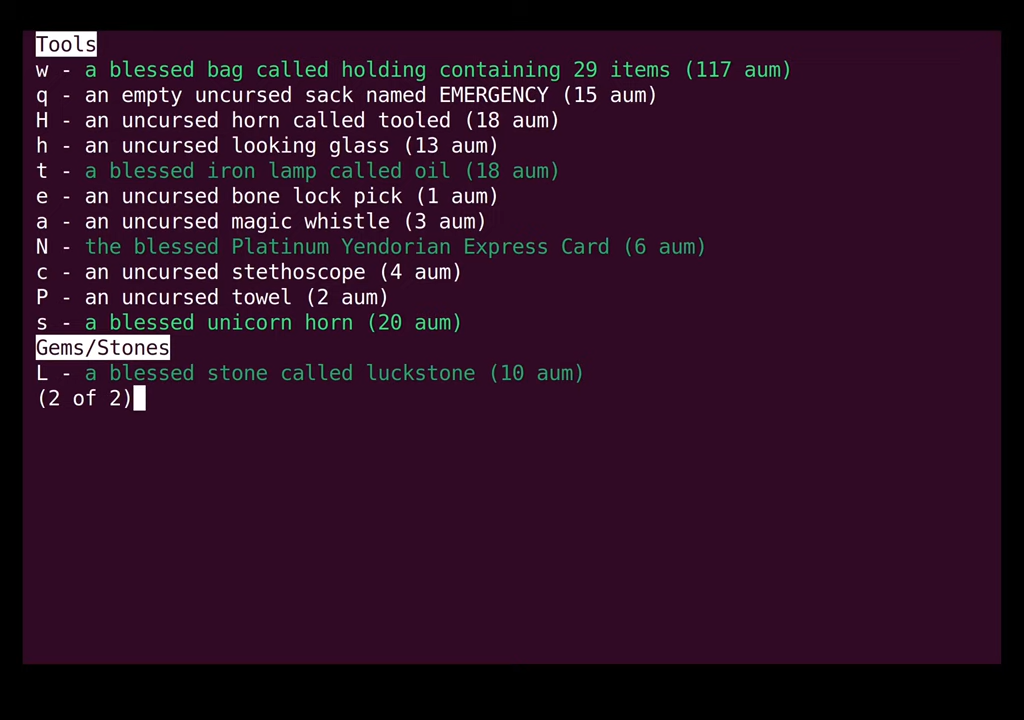 Tools
w - a blessed bag called holding containing 29 items (117 aum)
q - an empty uncursed sack named EMERGENCY (15 aum)
H - an uncursed horn called tooled (18 aum)
h - an uncursed looking glass (13 aum)
t - a blessed iron lamp called oil (18 aum)
e - an uncursed bone lock pick (1 aum)
a - an uncursed magic whistle (3 aum)
N - the blessed Platinum Yendorian Express Card (6 aum)
c - an uncursed stethoscope (4 aum)
P - an uncursed towel (2 aum)
s - a blessed unicorn horn (20 aum)
Gems/Stones
L - a blessed stone called luckstone (10 aum)
(2 of 2)